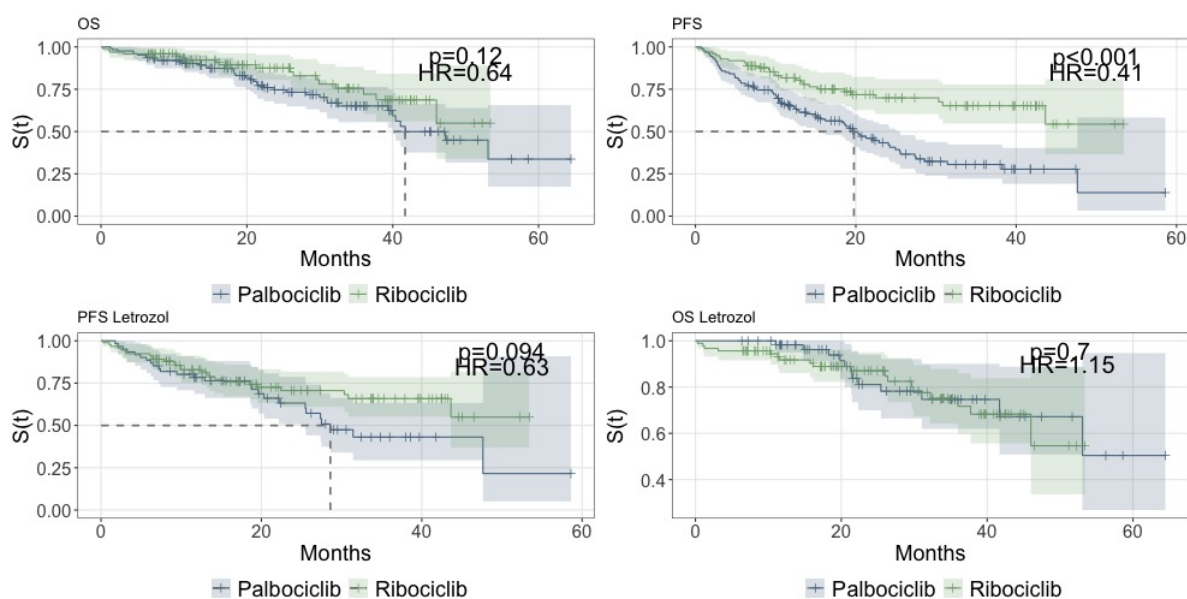 OS
1.00
0.75
0.50
0.25
0.00
S(t)
p=0.12
HR=0.64
0 20 40 60
Months
Palbociclib Ribociclib
PFS
1.00
0.75
0.50
0.25
0.00
S(t)
p≤0.001
HR=0.41
0 20 40 60
Months
Palbociclib Ribociclib
PFS Letrozol
1.00
0.75
0.50
0.25
0.00
S(t)
p=0.094
HR=0.63
0 20 40 60
Months
Palbociclib Ribociclib
OS Letrozol
1.0
0.8
0.6
0.4
S(t)
p=0.7
HR=1.15
0 20 40 60
Months
Palbociclib Ribociclib